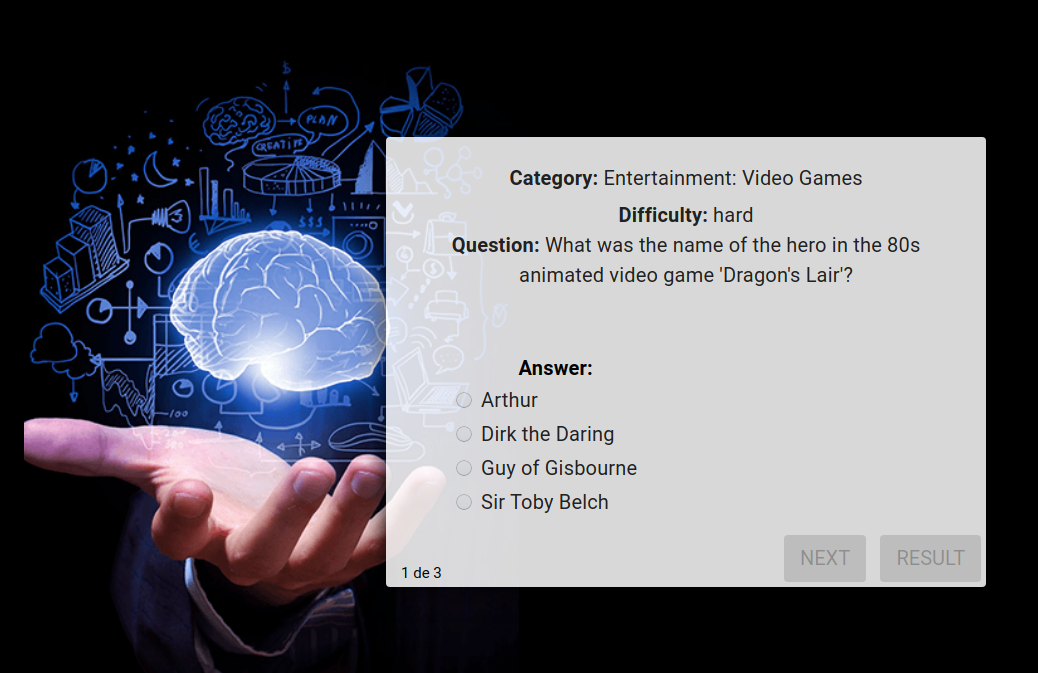 $
PLAN
CREATIVE
$$$
Category: Entertainment: Video Games
Difficulty: hard
Question: What was the name of the hero in the 80s
animated video game 'Dragon's Lair'?
$
Answer:
Arthur
Dirk the Daring
100
Guy of Gisbourne
Sir Toby Belch
NEXT
RESULT
1 de 3